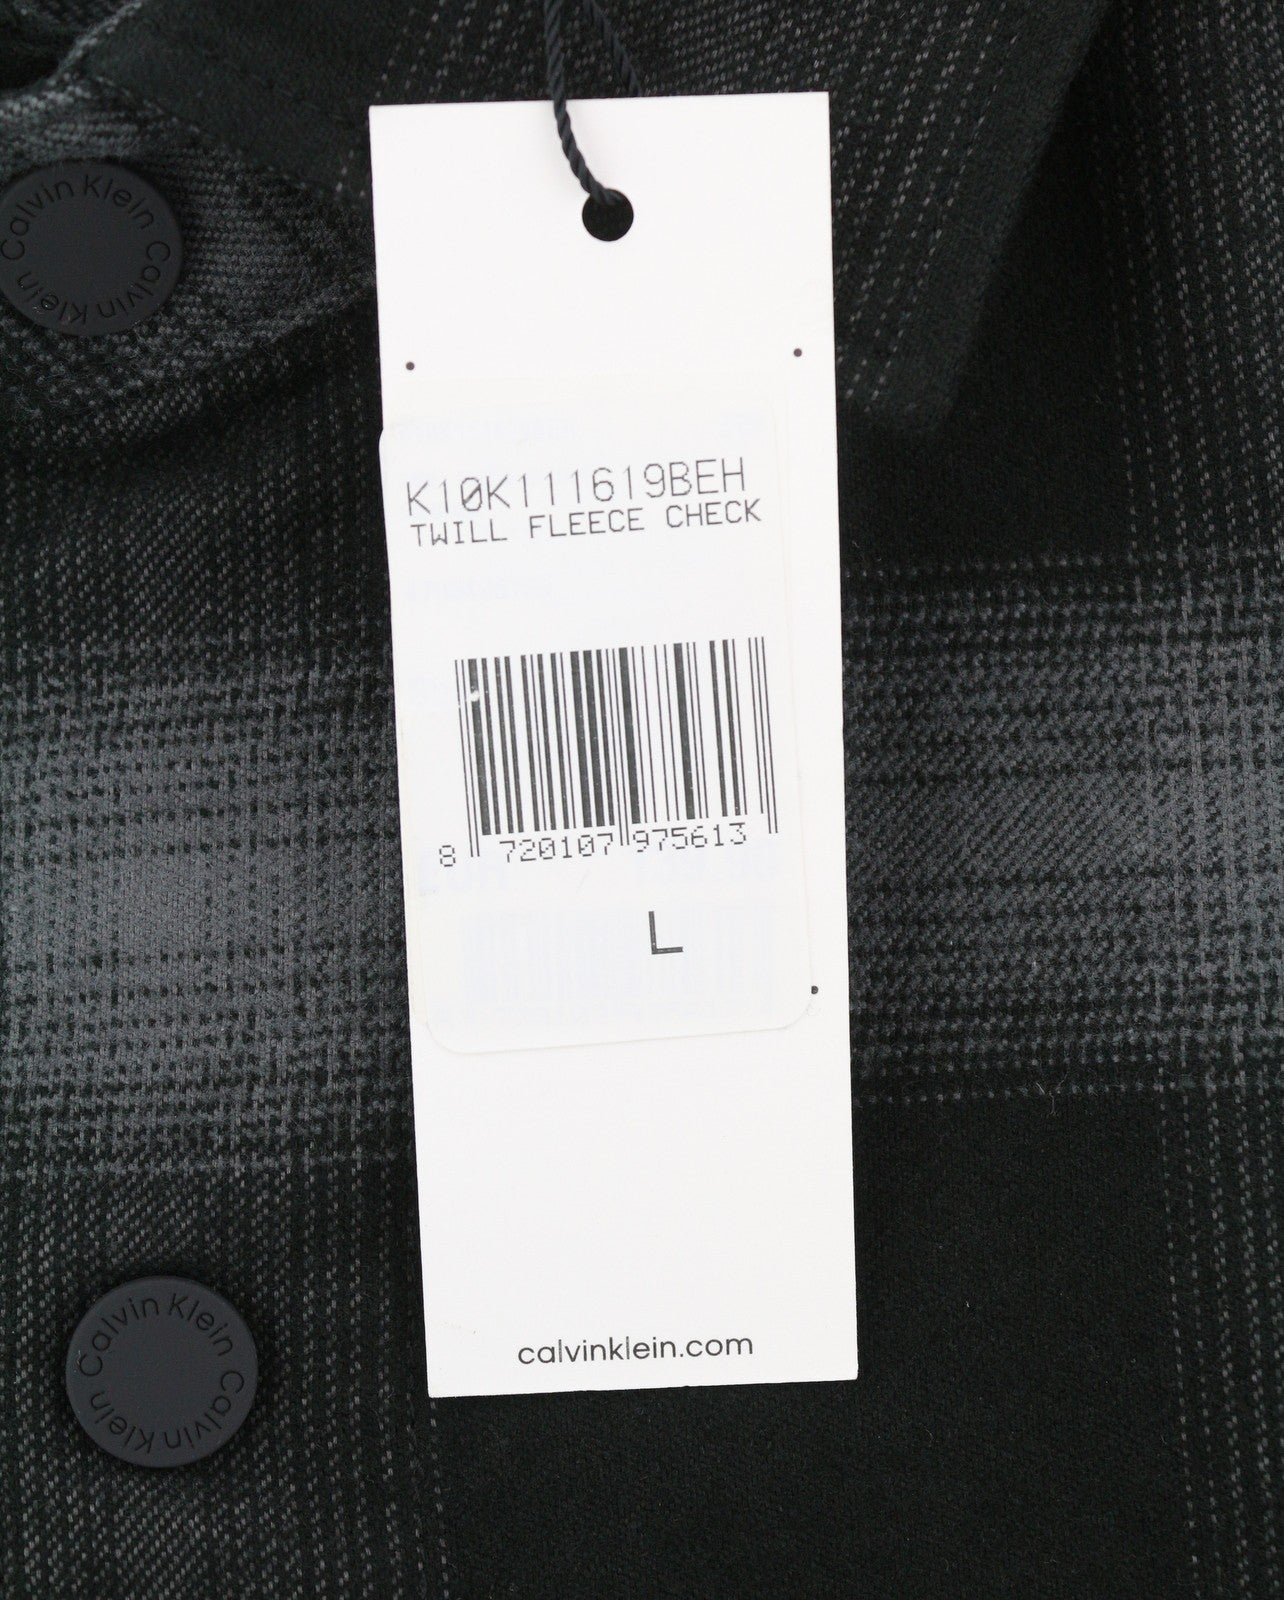 Calvin Klein Calvin Klein
K10K111619BEH
TWILL FLEECE CHECK
8 720107 975613
L
calvinklein.com
Calvin Klein Calvin Klein